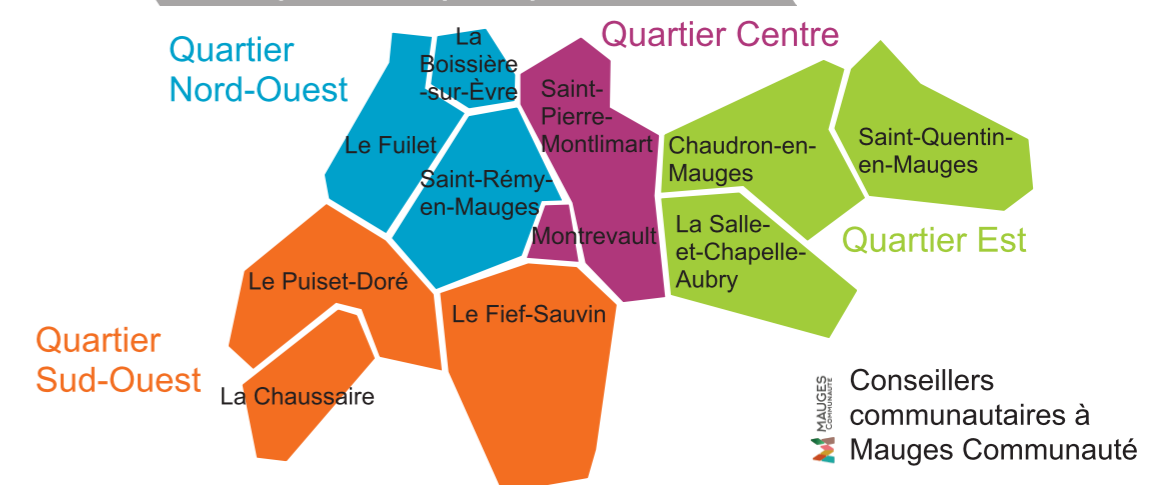 Quartier
Nord-Ouest
La
Boissière
-sur-Èvre
Quartier Centre
Saint-
Pierre-
Montlimart
Le Fuilet
Chaudron-en-
Mauges
Saint-Quentin-
en-Mauges
Saint-Rémy-
en-Mauges
Montrevault
La Salle-
et-Chapelle-
Aubry
Quartier Est
Le Puiset-Doré
Le Fief-Sauvin
Quartier
Sud-Ouest
La Chaussaire
MAUGES
COMMUNAUTÉ
Conseillers
communautaires à
Mauges Communauté